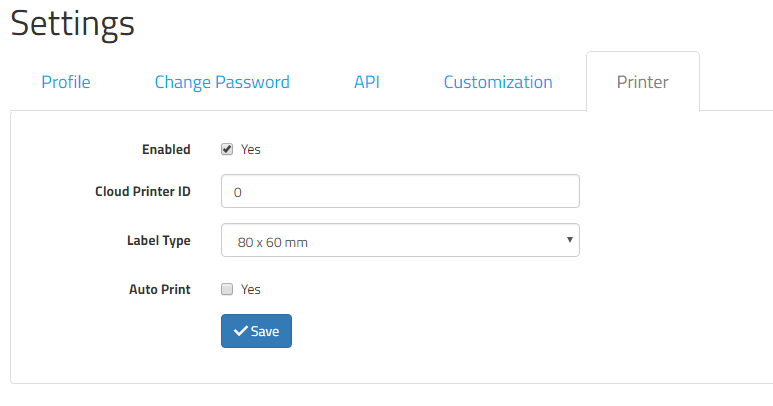 Settings
Profile Change Password API Customization Printer
Enabled Yes
Cloud Printer ID 0
Label Type 80 x 60 mm
Auto Print Yes
Save